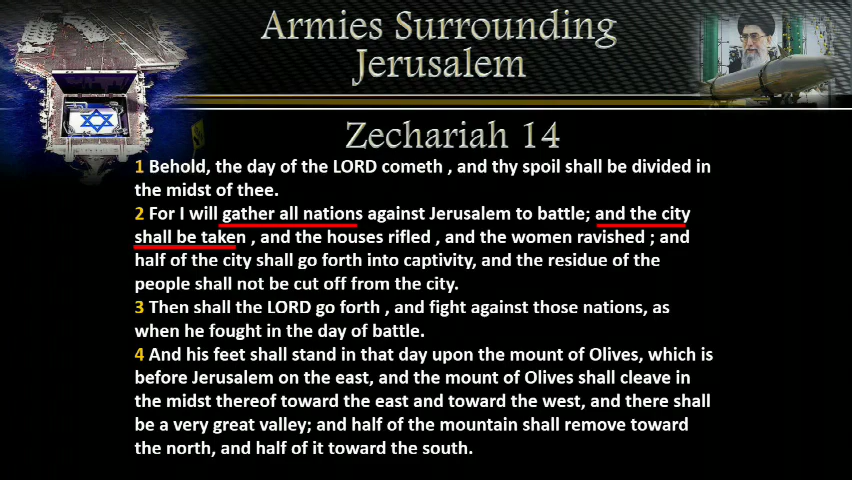 Armies Surrounding
Jerusalem
Zechariah 14
1 Behold, the day of the LORD cometh , and thy spoil shall be divided in
the midst of thee.
2 For I will gather all nations against Jerusalem to battle; and the city
shall be taken , and the houses rifled , and the women ravished ; and
half of the city shall go forth into captivity, and the residue of the
people shall not be cut off from the city.
3 Then shall the LORD go forth , and fight against those nations, as
when he fought in the day of battle.
4 And his feet shall stand in that day upon the mount of Olives, which is
before Jerusalem on the east, and the mount of Olives shall cleave in
the midst thereof toward the east and toward the west, and there shall
be a very great valley; and half of the mountain shall remove toward
the north, and half of it toward the south.